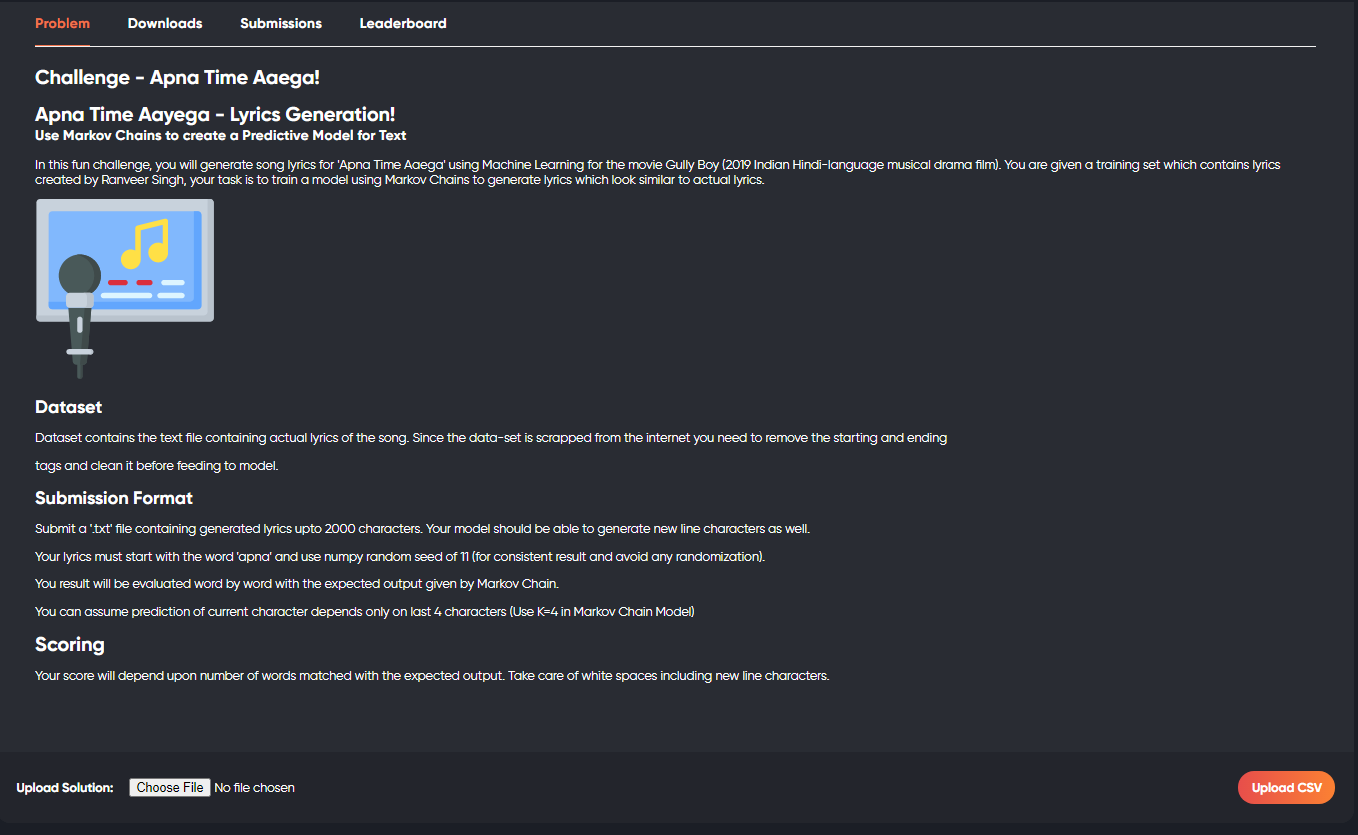 Problem Downloads Submissions Leaderboard
Challenge - Apna Time Aaega!
Apna Time Aayega - Lyrics Generation!
Use Markov Chains to create a Predictive Model for Text
In this fun challenge, you will generate song lyrics for 'Apna Time Aaega' using Machine Learning for the movie Gully Boy (2019 Indian Hindi-language musical drama film). You are given a training set which contains lyrics
created by Ranveer Singh, your task is to train a model using Markov Chains to generate lyrics which look similar to actual lyrics.
Dataset
Dataset contains the text file containing actual lyrics of the song. Since the data-set is scrapped from the internet you need to remove the starting and ending
tags and clean it before feeding to model.
Submission Format
Submit a '.txt' file containing generated lyrics upto 2000 characters. Your model should be able to generate new line characters as well.
Your lyrics must start with the word 'apna' and use numpy random seed of 11 (for consistent result and avoid any randomization).
You result will be evaluated word by word with the expected output given by Markov Chain.
You can assume prediction of current character depends only on last 4 characters (Use K=4 in Markov Chain Model)
Scoring
Your score will depend upon number of words matched with the expected output. Take care of white spaces including new line characters.
Upload Solution: Choose File No file chosen Upload CSV